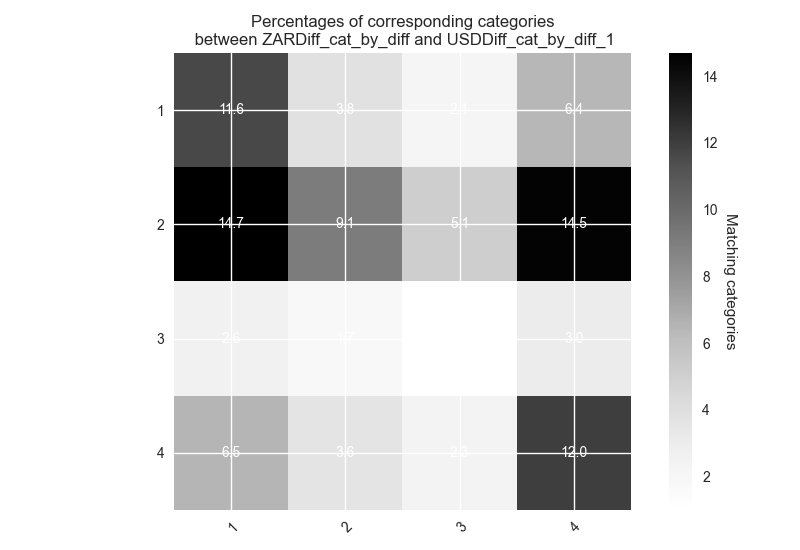 Percentages of corresponding categories
between ZARDiff_cat_by_diff and USDDiff_cat_by_diff_1
1 11.6 3.8 2.1 6.4
2 14.7 9.1 5.1 14.5
3 2.6 3.0
4 6.5 3.6 12.0
1 2 3 4
14
12
10
8
6
4
2
Matching categories